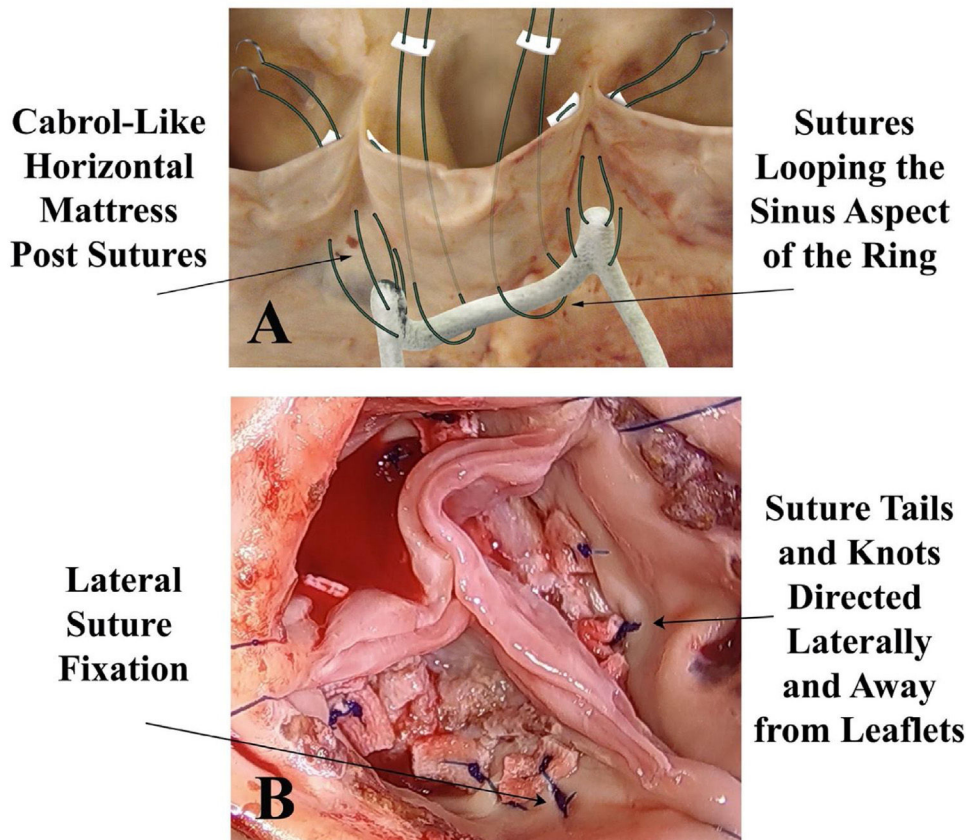 Cabrol-Like
Horizontal
Mattress
Post Sutures
Sutures
Looping the
Sinus Aspect
of the Ring
A
Lateral
Suture
Fixation
Suture Tails
and Knots
Directed
Laterally
and Away
from Leaflets
B